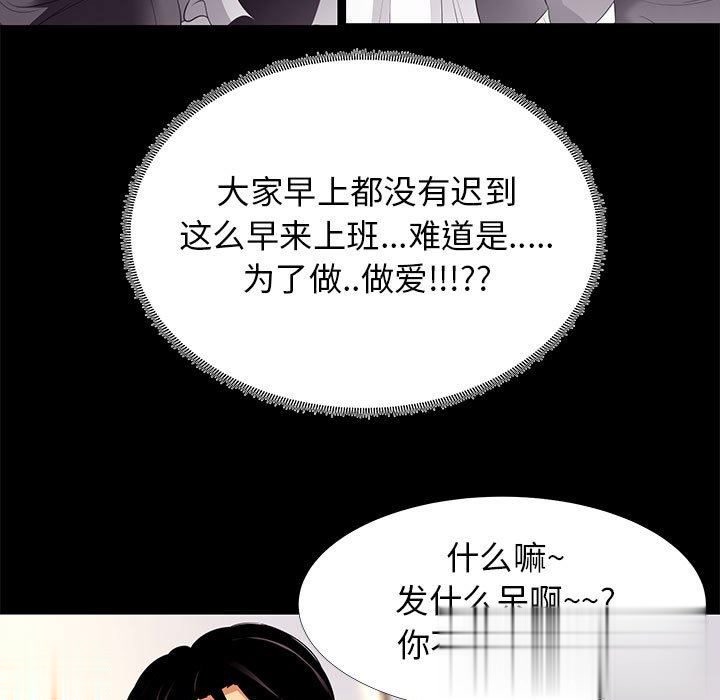 大家早上都没有迟到
这么早来上班...难道是.....
为了做..做爱!!!??
什么嘛~
发什么呆啊~~?
你